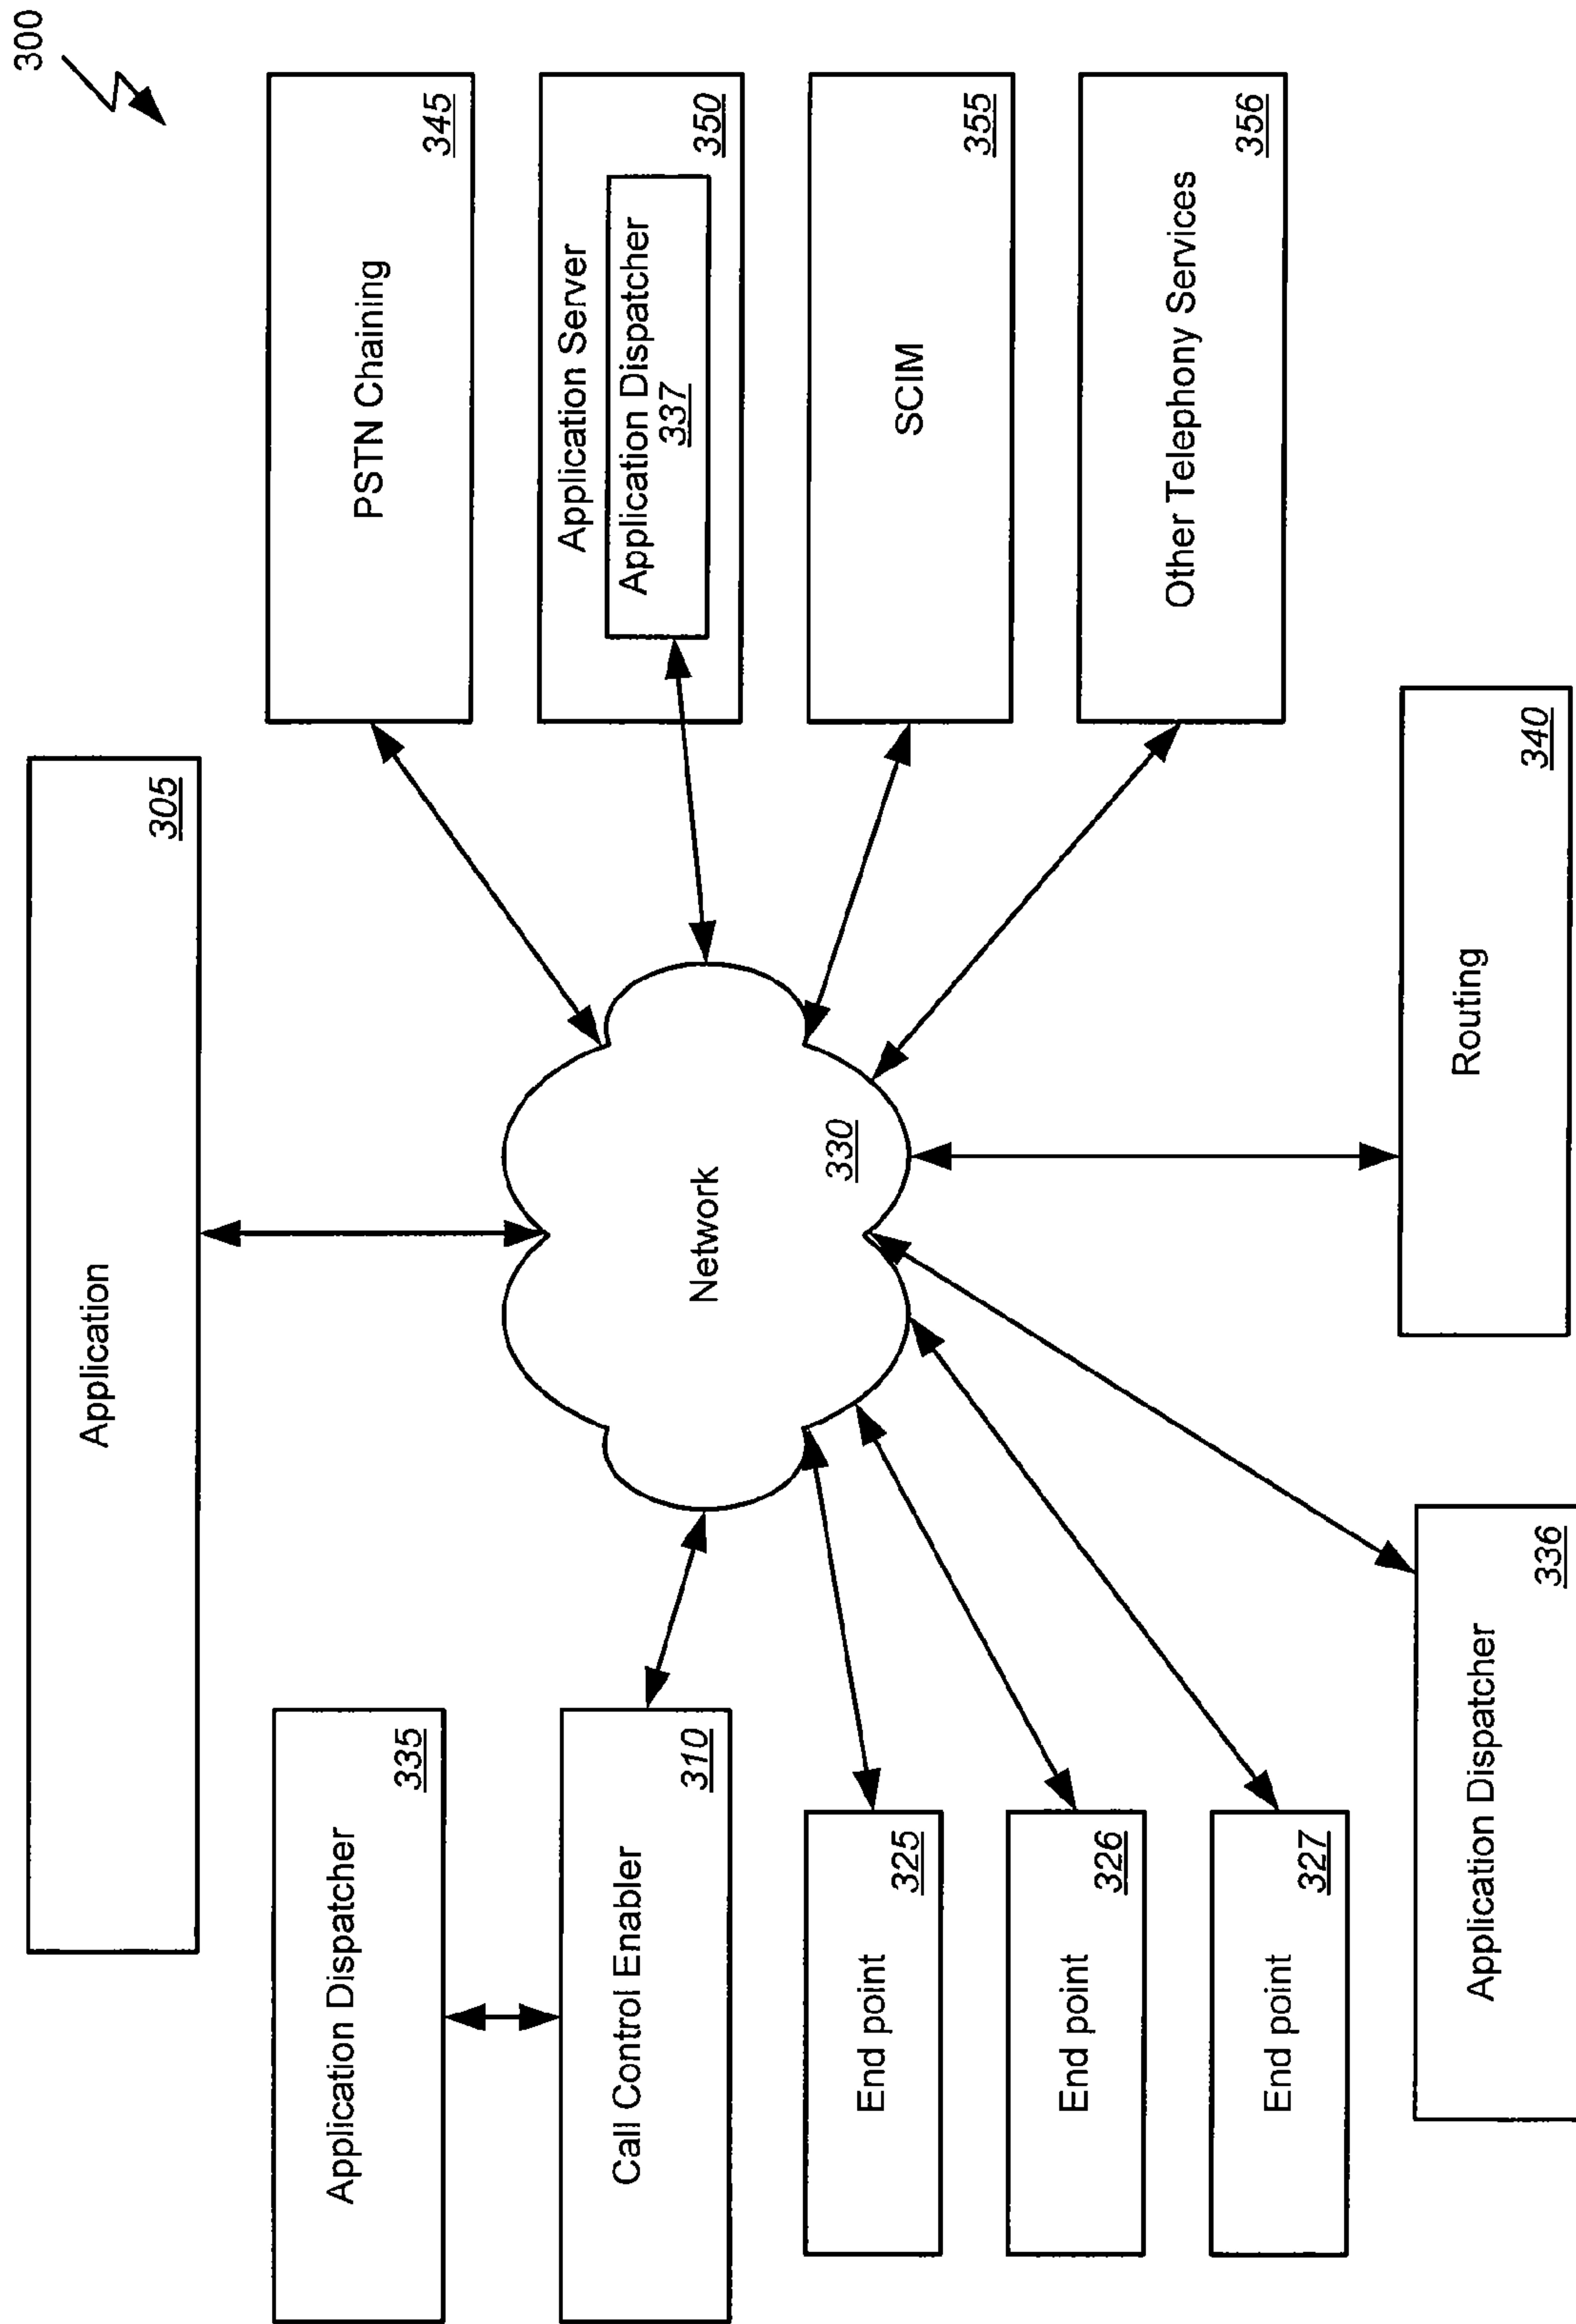 300
Application
305
Application Dispatcher
335
Call Control Enabler
310
End point
325
End point
326
End point
327
Application Dispatcher
336
Network
330
PSTN Chaining
345
Application Server
350
Application Dispatcher
337
SCIM
355
Other Telephony Services
356
Routing
340